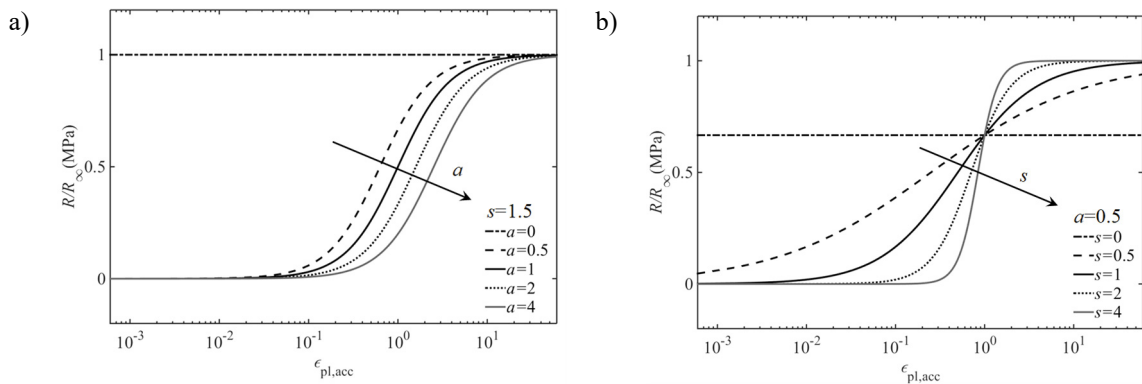 a)
1
0.5
0
R/R∞(MPa)
a
s=1.5
a=0
a=0.5
a=1
a=2
a=4
10⁻³
10⁻²
10⁻¹
10⁰
10¹
ϵpl,acc
b)
1
0.5
0
R/R∞(MPa)
s
a=0.5
s=0
s=0.5
s=1
s=2
s=4
10⁻³
10⁻²
10⁻¹
10⁰
10¹
ϵpl,acc